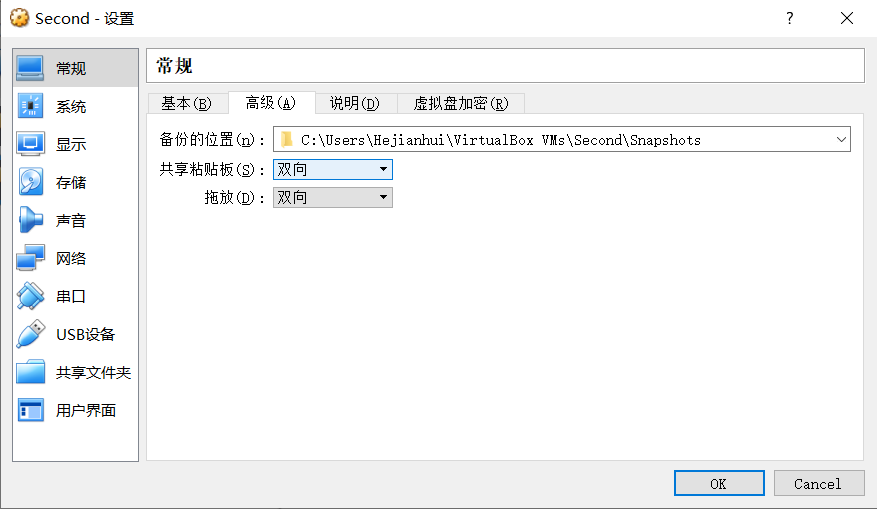 Second - 设置
?
常规
系统
显示
存储
声音
网络
串口
USB设备
共享文件夹
用户界面
常规
基本(B) 高级(A) 说明(D) 虚拟盘加密(R)
备份的位置(n)： C:\Users\Hejianhui\VirtualBox VMs\Second\Snapshots
共享粘贴板(S)： 双向
拖放(D)： 双向
OK Cancel